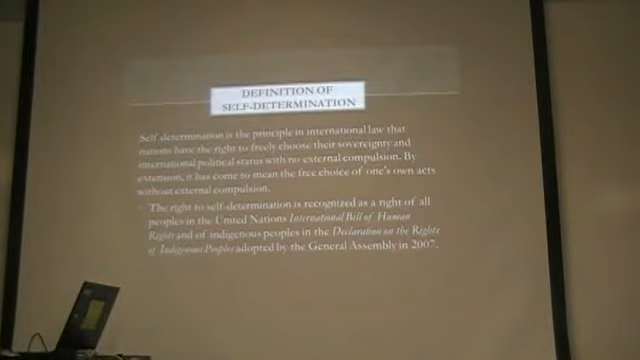 DEFINITION OF
SELF-DETERMINATION
Self-determination is the principle in international law that
nations have the right to freely choose their sovereignty and
international political status with no external compulsion. By
extension, it has come to mean the free choice of one's own acts
without external compulsion.
The right to self-determination is recognized as a right of all
peoples in the United Nations International Bill of Human
Rights and of indigenous peoples in the Declaration on the Rights
of Indigenous Peoples adopted by the General Assembly in 2007.